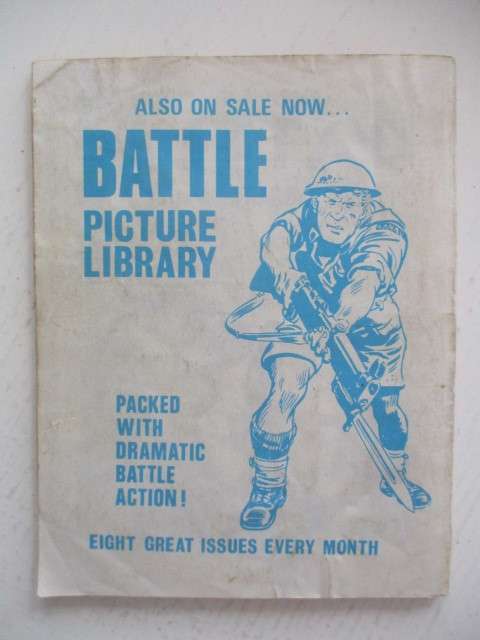 ALSO ON SALE NOW...
BATTLE
PICTURE
LIBRARY
PACKED
WITH
DRAMATIC
BATTLE
ACTION!
EIGHT GREAT ISSUES EVERY MONTH